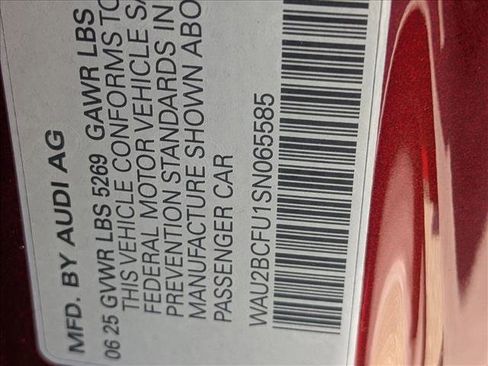 MFD. BY AUDI AG
06 25 GVWR LBS 5269 GAWR LBS
THIS VEHICLE CONFORMS TO
FEDERAL MOTOR VEHICLE SA
PREVENTION STANDARDS IN
MANUFACTURE SHOWN ABO
PASSENGER CAR
WAU2BCFU1SN065585